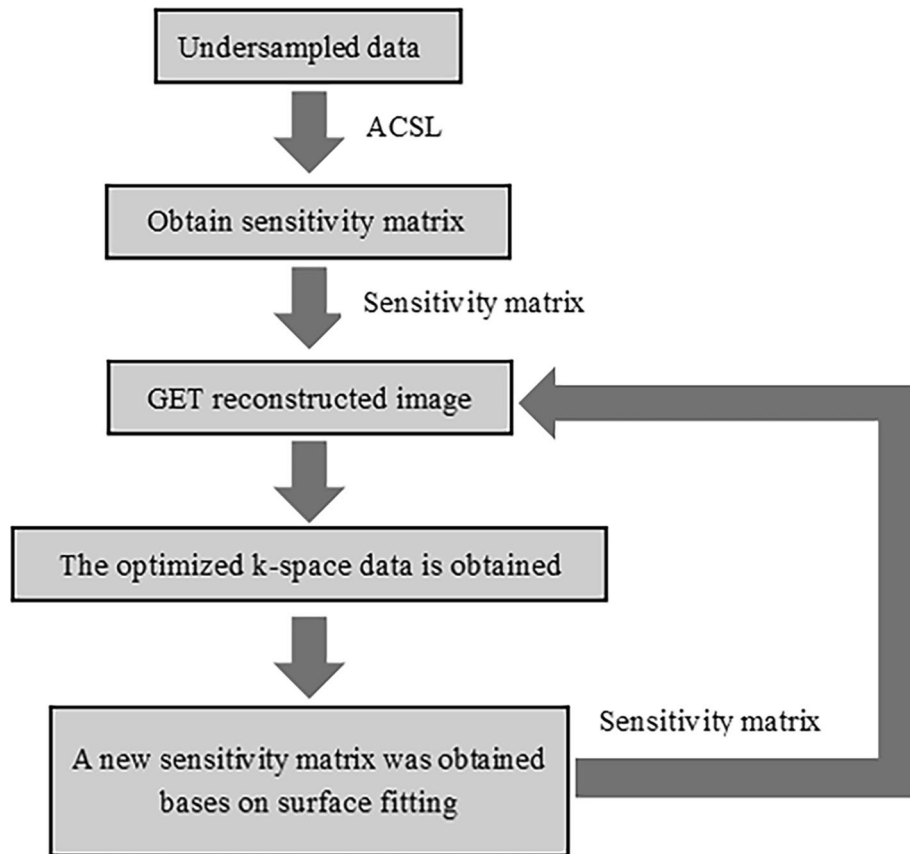 Undersampled data
ACSL
Obtain sensitivity matrix
Sensitivity matrix
GET reconstructed image
The optimized k-space data is obtained
Sensitivity matrix
A new sensitivity matrix was obtained
bases on surface fitting